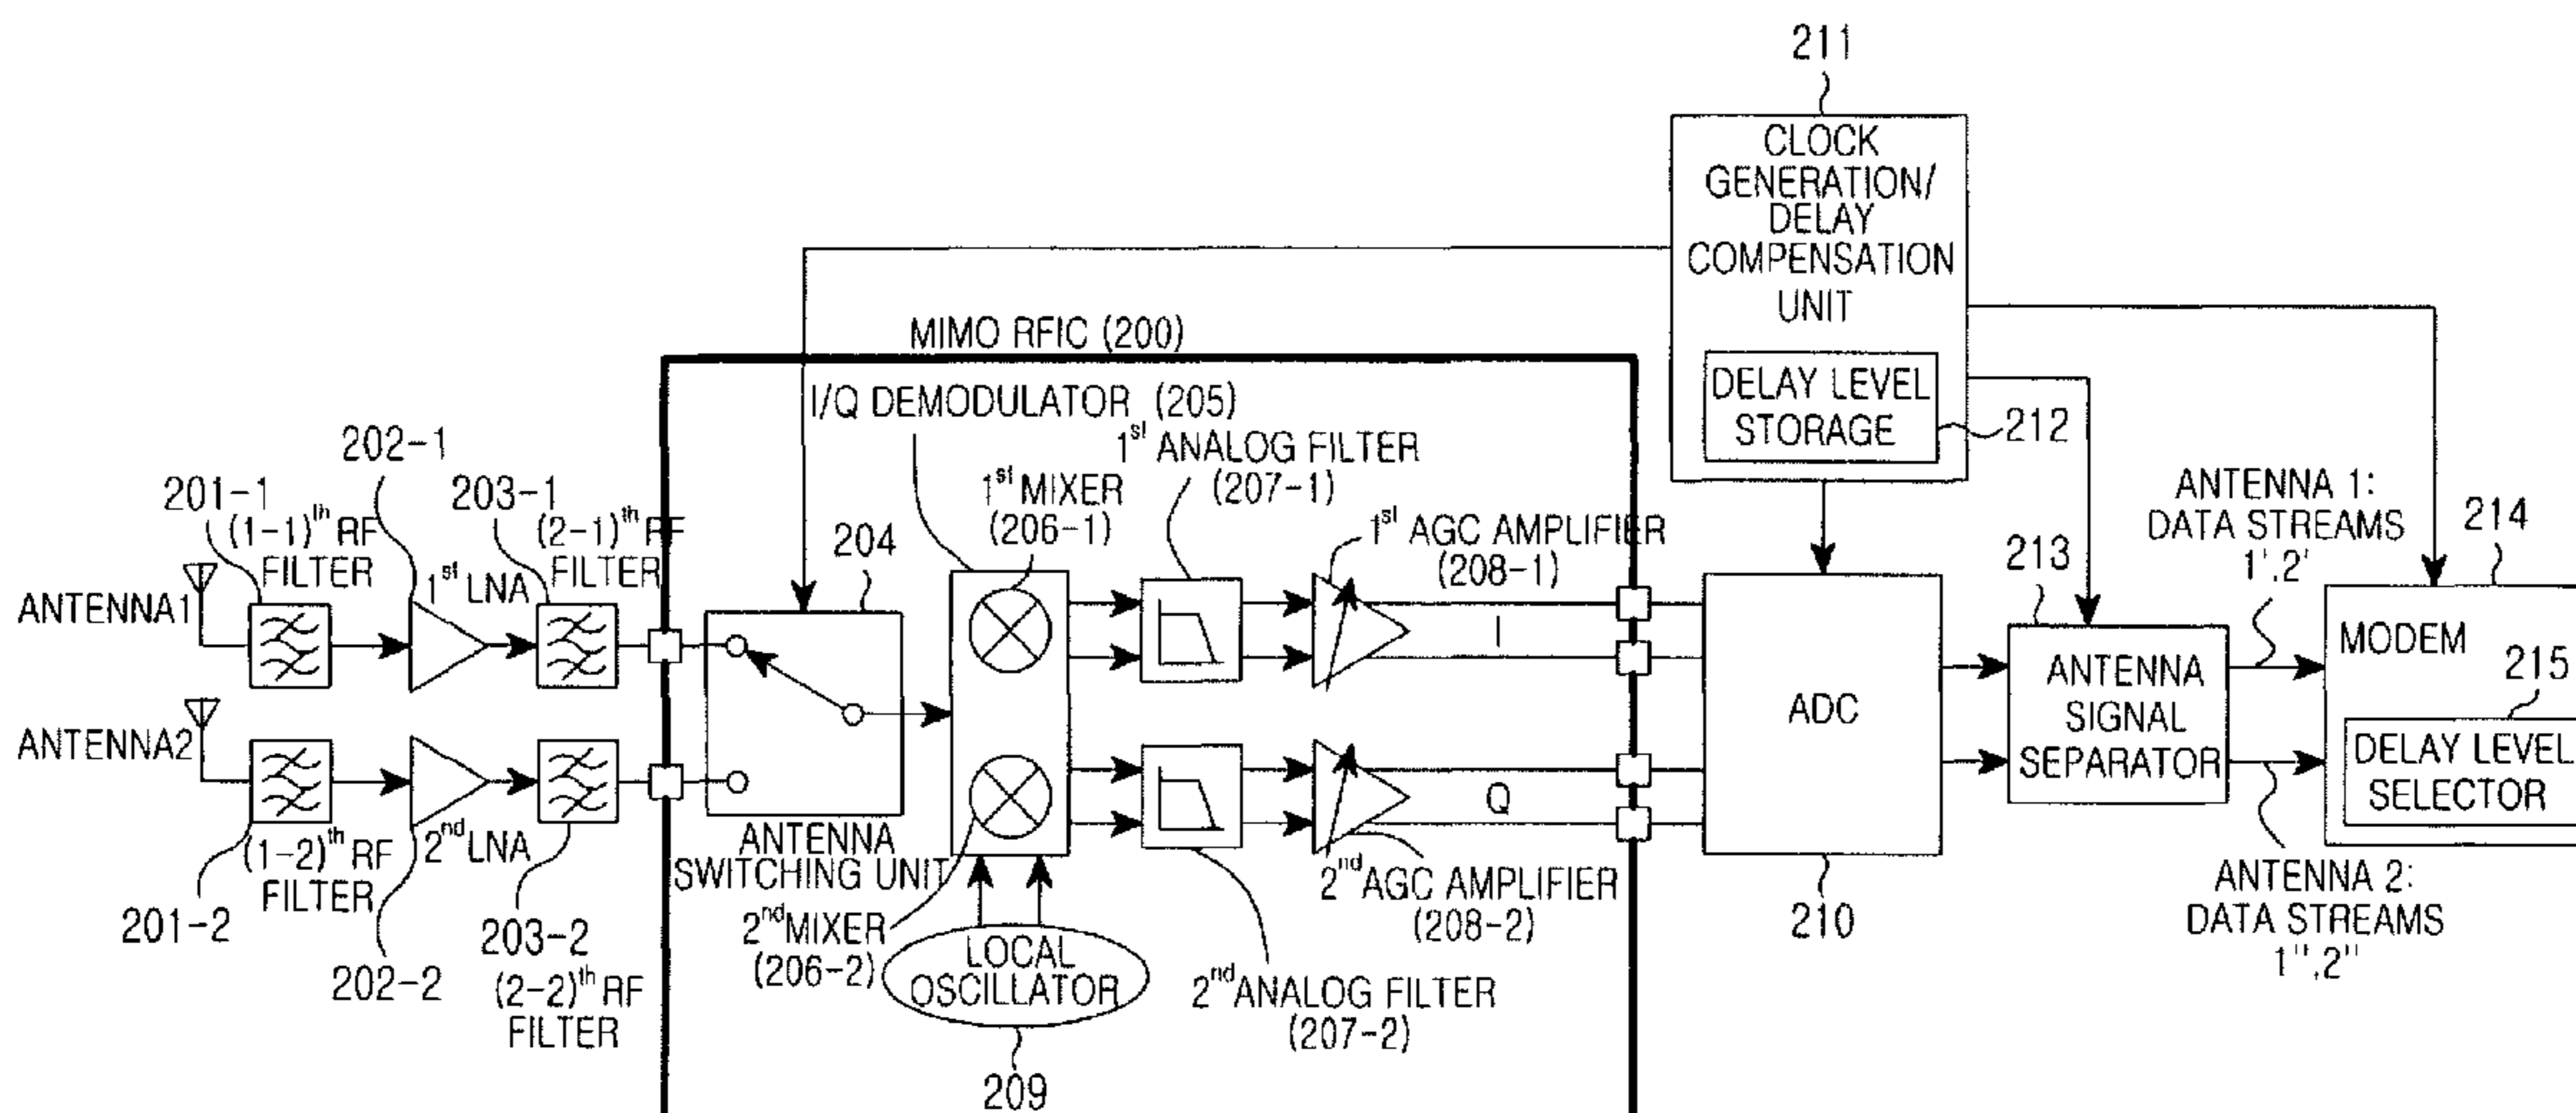 211
CLOCK
GENERATION/
DELAY
COMPENSATION
UNIT
DELAY LEVEL
STORAGE
212
MIMO RFIC (200)
I/Q DEMODULATOR (205)
1st ANALOG FILTER
(207-1)
1st MIXER
(206-1)
1st AGC AMPLIFIER
(208-1)
202-1
201-1
(1-1)th RF
FILTER
1st LNA
203-1
(2-1)th RF
FILTER
204
ANTENNA1
ANTENNA2
ANTENNA 1:
DATA STREAMS
1',2'
214
213
MODEM
215
I
ADC
ANTENNA
SIGNAL
SEPARATOR
DELAY LEVEL
SELECTOR
Q
(1-2)th RF
FILTER
201-2
2nd LNA
202-2
203-2
(2-2)th RF
FILTER
ANTENNA
SWITCHING UNIT
2nd MIXER
(206-2)
LOCAL
OSCILLATOR
209
2nd ANALOG FILTER
(207-2)
2nd AGC AMPLIFIER
(208-2)
210
ANTENNA 2:
DATA STREAMS
1",2"